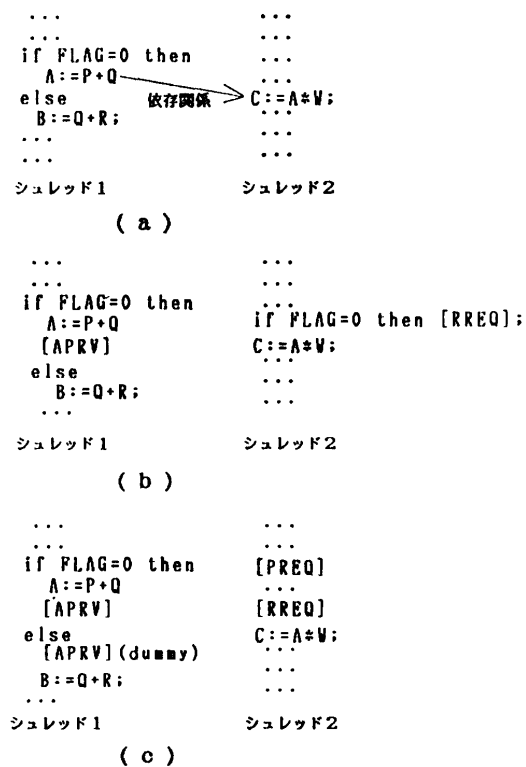 ... ...
... ...
if FLAG=0 then ...
A:=P+Q ...
else 依存関係 C:=A*W;
B:=Q+R; ...
... ...
... ...
シュレッド1 シュレッド2
( a )
... ...
... ...
if FLAG=0 then ...
A:=P+Q if FLAG=0 then [RREQ];
[APRV] C:=A*W;
else ...
B:=Q+R; ...
... ...
シュレッド1 シュレッド2
( b )
... ...
... ...
if FLAG=0 then [PREQ]
A:=P+Q ...
[APRV] [RREQ]
else C:=A*W;
[APRV](dummy) ...
B:=Q+R; ...
... ...
シュレッド1 シュレッド2
( c )